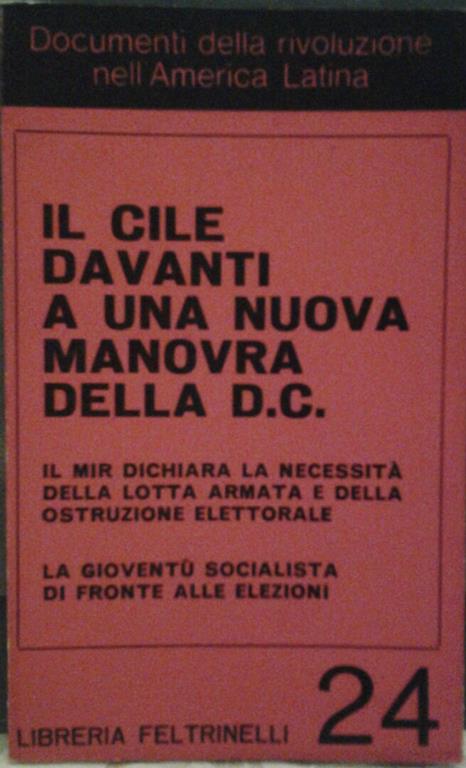 Documenti della rivoluzione
nell'America Latina
IL CILE
DAVANTI
A UNA NUOVA
MANOVRA
DELLA D.C.
IL MIR DICHIARA LA NECESSITÀ
DELLA LOTTA ARMATA E DELLA
OSTRUZIONE ELETTORALE
LA GIOVENTÙ SOCIALISTA
DI FRONTE ALLE ELEZIONI
LIBRERIA FELTRINELLI 24